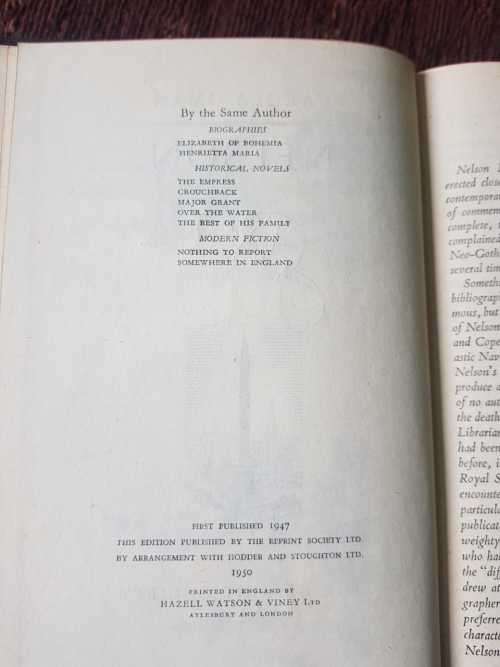 By the Same Author
BIOGRAPHIES
ELIZABETH OF BOHEMIA
HENRIETTA MARIA
HISTORICAL NOVELS
THE EMPRESS
CROUCHBACK
MAJOR GRANT
OVER THE WATER
THE BEST OF HIS FAMILY
MODERN FICTION
NOTHING TO REPORT
SOMEWHERE IN ENGLAND
FIRST PUBLISHED 1947
THIS EDITION PUBLISHED BY THE REPRINT SOCIETY LTD.
BY ARRANGEMENT WITH HODDER AND STOUGHTON LTD.
1950
PRINTED IN ENGLAND BY
HAZELL WATSON & VINEY LTD
AYLESBURY AND LONDON
Nelson
erected clos
contempora
of commen
complete,
complained
Neo-Goth
several tim
Someth
bibliograp
mous, but
of Nelson
and Cope
astic Nav
Nelson's
produce a
of no aut
the death
Librarian
had been
before, i
Royal S
encounte
particula
publicat
weighty
who had
the "dif
drew at
grapher
preferre
characte
Nelson